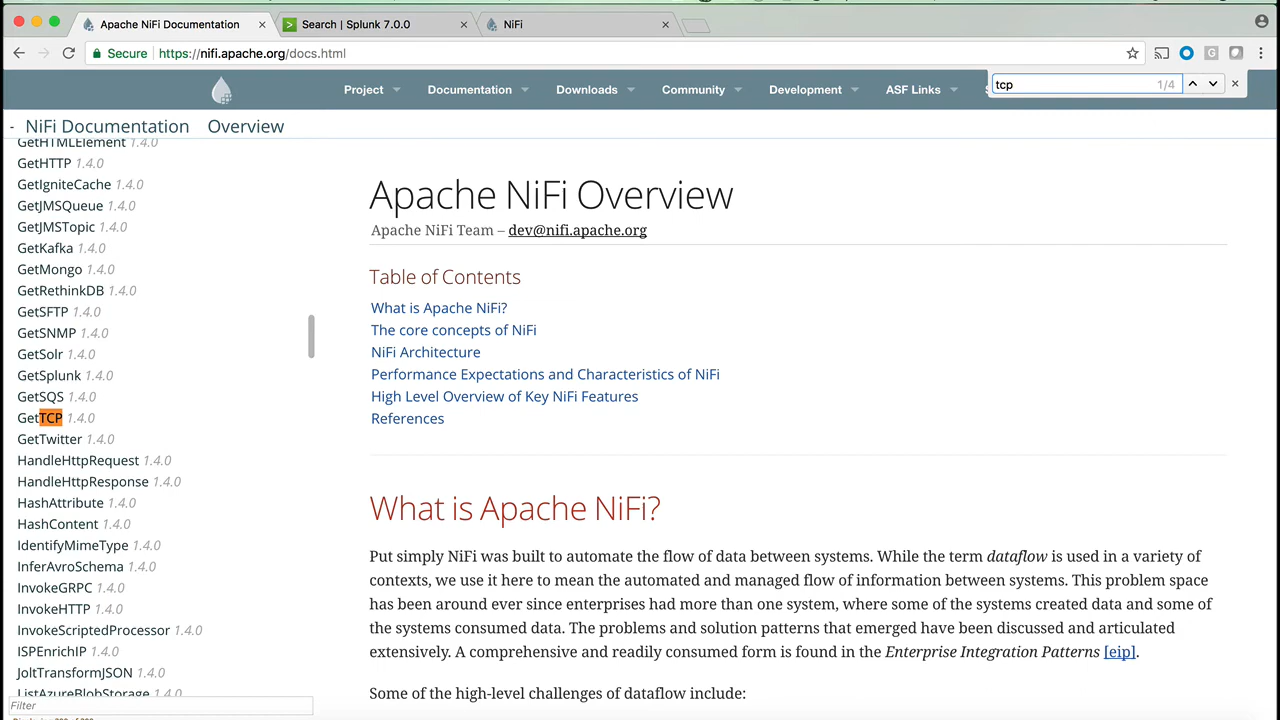 Apache NiFi Documentation
Search | Splunk 7.0.0
NiFi
Secure https://nifi.apache.org/docs.html
Project Documentation Downloads Community Development ASF Links
tcp 1/4
- NiFi Documentation Overview
GetHTMLElement 1.4.0
GetHTTP 1.4.0
GetIgniteCache 1.4.0
GetJMSQueue 1.4.0
GetJMSTopic 1.4.0
GetKafka 1.4.0
GetMongo 1.4.0
GetRethinkDB 1.4.0
GetSFTP 1.4.0
GetSNMP 1.4.0
GetSolr 1.4.0
GetSplunk 1.4.0
GetSQS 1.4.0
GetTCP 1.4.0
GetTwitter 1.4.0
HandleHttpRequest 1.4.0
HandleHttpResponse 1.4.0
HashAttribute 1.4.0
HashContent 1.4.0
IdentifyMimeType 1.4.0
InferAvroSchema 1.4.0
InvokeGRPC 1.4.0
InvokeHTTP 1.4.0
InvokeScriptedProcessor 1.4.0
ISPEnrichIP 1.4.0
JoltTransformJSON 1.4.0
ListAzureBlobStorage 1.4.0
Filter
Apache NiFi Overview
Apache NiFi Team – dev@nifi.apache.org
Table of Contents
What is Apache NiFi?
The core concepts of NiFi
NiFi Architecture
Performance Expectations and Characteristics of NiFi
High Level Overview of Key NiFi Features
References
What is Apache NiFi?
Put simply NiFi was built to automate the flow of data between systems. While the term dataflow is used in a variety of
contexts, we use it here to mean the automated and managed flow of information between systems. This problem space
has been around ever since enterprises had more than one system, where some of the systems created data and some of
the systems consumed data. The problems and solution patterns that emerged have been discussed and articulated
extensively. A comprehensive and readily consumed form is found in the Enterprise Integration Patterns [eip].
Some of the high-level challenges of dataflow include: